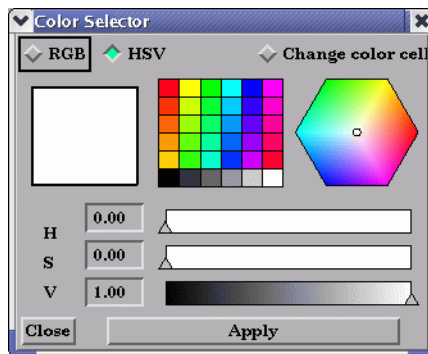 Color Selector
RGB HSV Change color cell
H 0.00
S 0.00
V 1.00
Close Apply